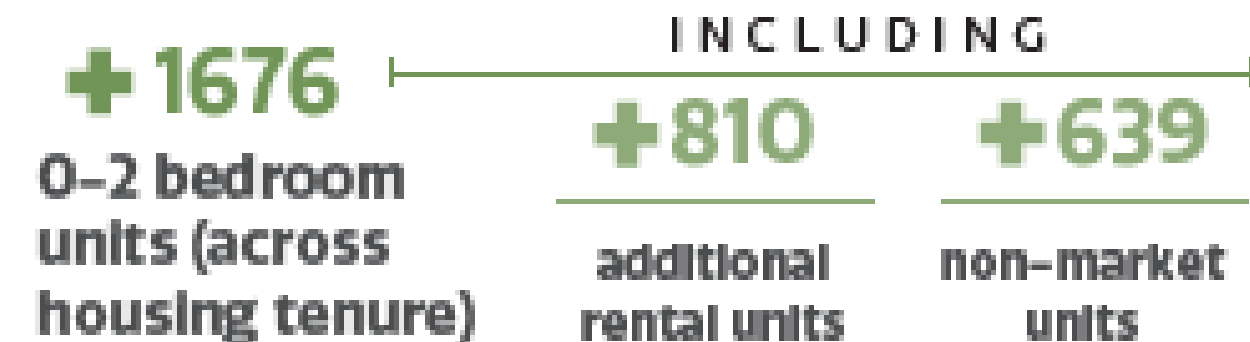 +1676
0–2 bedroom
units (across
housing tenure)
INCLUDING
+810
additional
rental units
+639
non-market
units